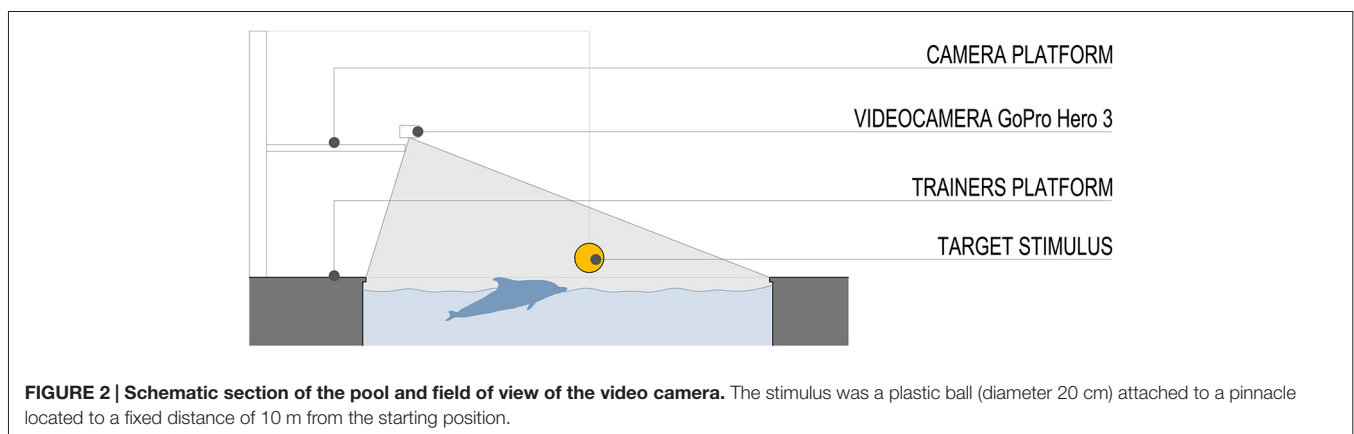 CAMERA PLATFORM
VIDEOCAMERA GoPro Hero 3
TRAINERS PLATFORM
TARGET STIMULUS
FIGURE 2 | Schematic section of the pool and field of view of the video camera. The stimulus was a plastic ball (diameter 20 cm) attached to a pinnacle
located to a fixed distance of 10 m from the starting position.